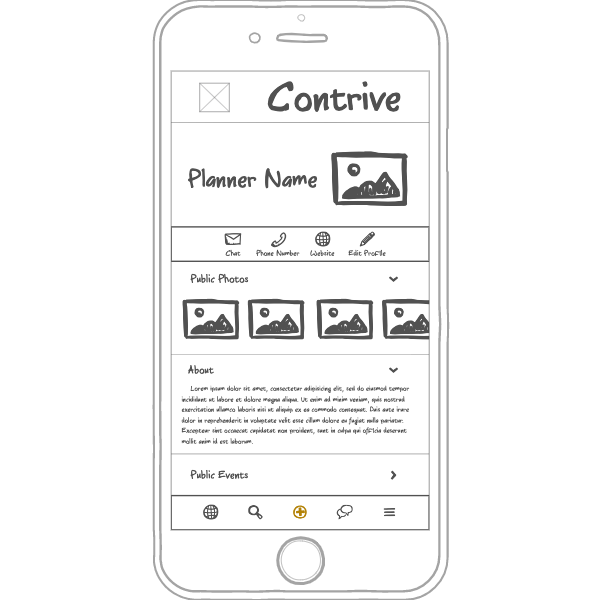 Contrive
Planner Name
Chat Phone Number Website Edit Profile
Public Photos
About
Lorem ipsum dolor sit amet, consectetur adipisicing elit, sed do eiusmod tempor
incididunt ut labore et dolore magna aliqua. Ut enim ad minim veniam, quis nostrud
exercitation ullamco laboris nisi ut aliquip ex ea commodo consequat. Duis aute irure
dolor in reprehenderit in voluptate velit esse cillum dolore eu fugiat nulla pariatur.
Excepteur sint occaecat cupidatat non proident, sunt in culpa qui officia deserunt
mollit anim id est laborum.
Public Events